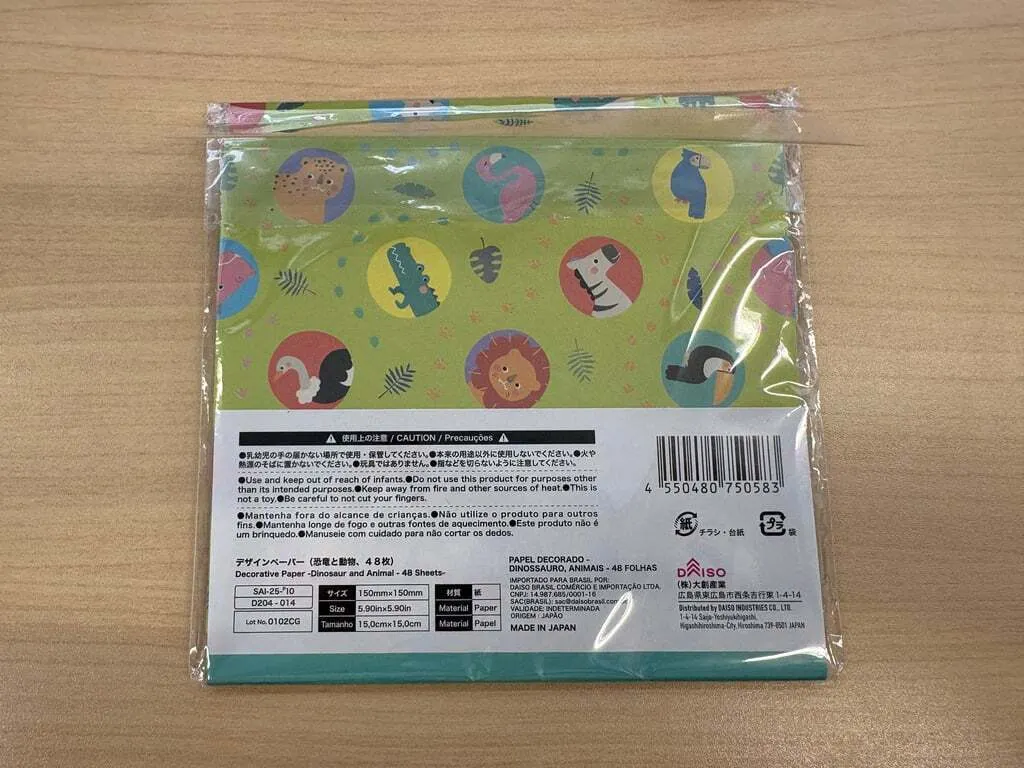 ⚠ 使用上の注意 / CAUTION / Precauções ⚠
●乳幼児の手の届かない場所で使用・保管してください。●本来の用途以外に使用しないでください。●火や
熱源のそばに置かないでください。●玩具ではありません。●指などを切らないように注意してください。
●Use and keep out of reach of infants.●Do not use this product for purposes other
than its intended purposes.●Keep away from fire and other sources of heat.●This is
not a toy.●Be careful to not cut your fingers.
●Mantenha fora do alcance de crianças.●Não utilize o produto para outros
fins.●Mantenha longe de fogo e outras fontes de aquecimento.●Este produto não é
um brinquedo.●Manuseie com cuidado para não cortar os dedos.
4 550480 750583
紙 チラシ・台紙
プラ 袋
デザインペーパー（恐竜と動物、48枚）
Decorative Paper -Dinosaur and Animal - 48 Sheets-
SAI-25-P10
D204 - 014
Lot No. 0102CG
サイズ 150mm×150mm
Size 5.90in×5.90in
Tamanho 15,0cm×15,0cm
材質 紙
Material Paper
Material Papel
PAPEL DECORADO -
DINOSSAURO, ANIMAIS - 48 FOLHAS
IMPORTADO PARA BRASIL POR:
DAISO BRASIL COMÉRCIO E IMPORTAÇÃO LTDA.
CNPJ: 14.987.685/0001-16
SAC(BRASIL): sac@daisobrasil.com
VALIDADE: INDETERMINADA
ORIGEM : JAPÃO
MADE IN JAPAN
DAISO
(株)大創産業
広島県東広島市西条吉行東 1-4-14
Distributed by DAISO INDUSTRIES CO., LTD.
1-4-14 Saijo-Yoshiyukihigashi,
Higashihiroshima-City, Hiroshima 739-8501 JAPAN